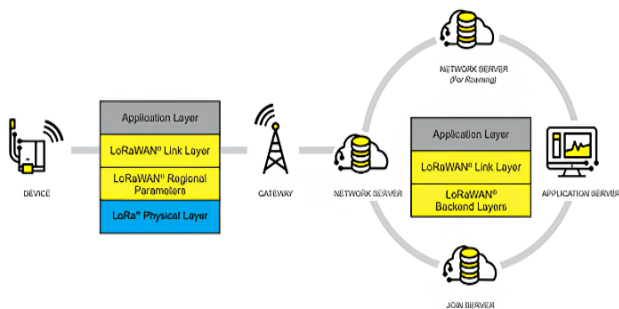 NETWORK SERVER
(For Roaming)
Application Layer
LoRaWAN® Link Layer
LoRaWAN® Regional
Parameters
LoRa® Physical Layer
Application Layer
LoRaWAN® Link Layer
LoRaWAN®
Backend Layers
DEVICE
GATEWAY
NETWORK SERVER
APPLICATION SERVER
JOIN SERVER